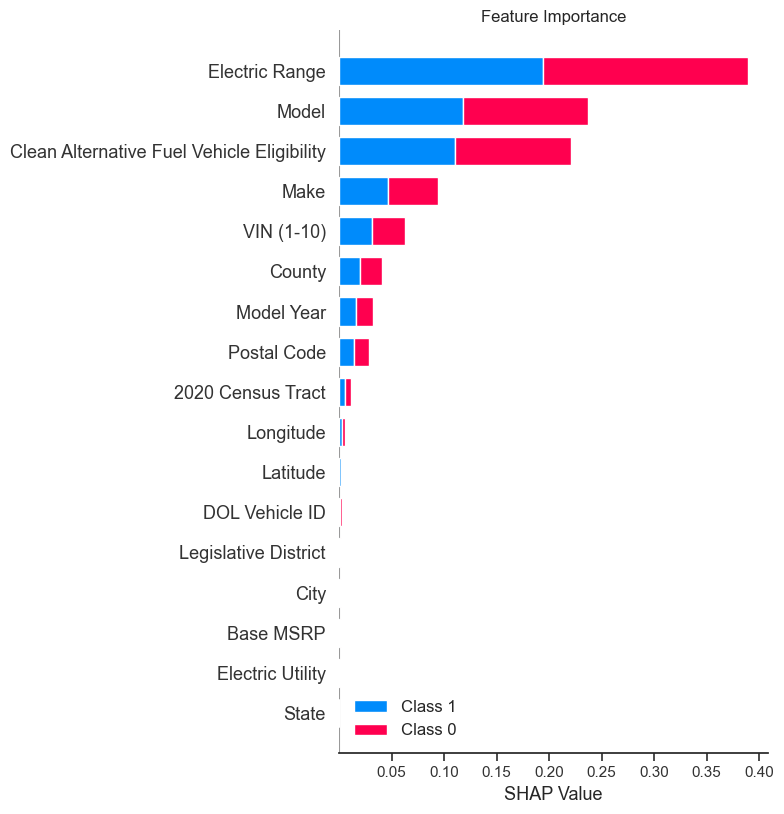 Feature Importance
Electric Range
Model
Clean Alternative Fuel Vehicle Eligibility
Make
VIN (1-10)
County
Model Year
Postal Code
2020 Census Tract
Longitude
Latitude
DOL Vehicle ID
Legislative District
City
Base MSRP
Electric Utility
State
Class 1
Class 0
0.05 0.10 0.15 0.20 0.25 0.30 0.35 0.40
SHAP Value